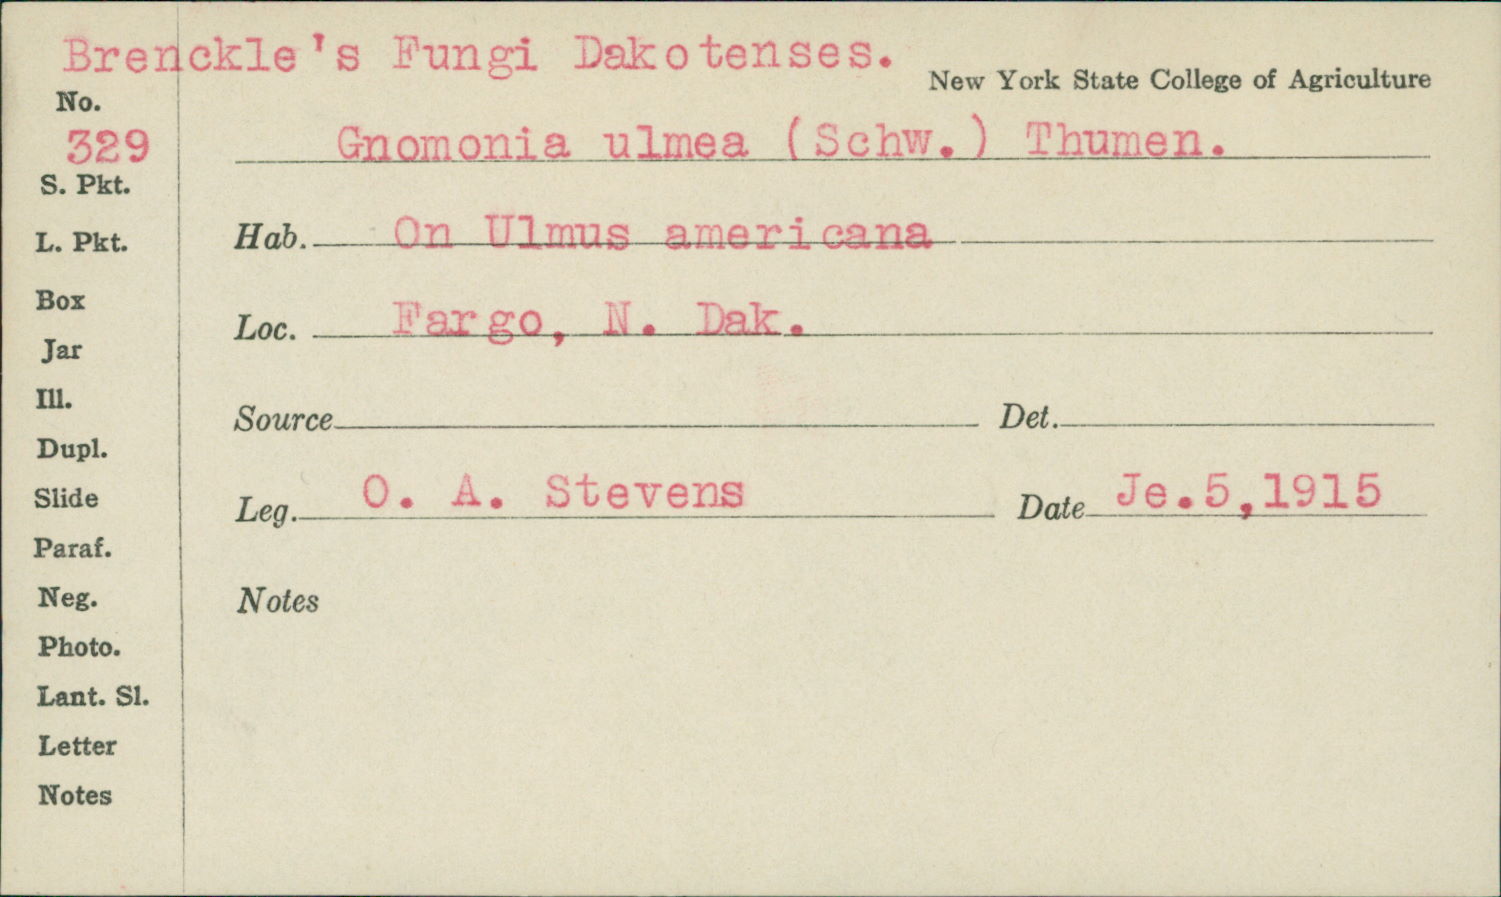 Brenckle's Fungi Dakotenses.
New York State College of Agriculture
No.
329
Gnomonia ulmea (Schw.) Thumen.
S. Pkt.
L. Pkt.
Hab. On Ulmus americana
Box
Loc. Fargo, N. Dak.
Jar
Ill.
Source Det.
Dupl.
Slide
Leg. O. A. Stevens Date Je.5,1915
Paraf.
Neg.
Notes
Photo.
Lant. Sl.
Letter
Notes